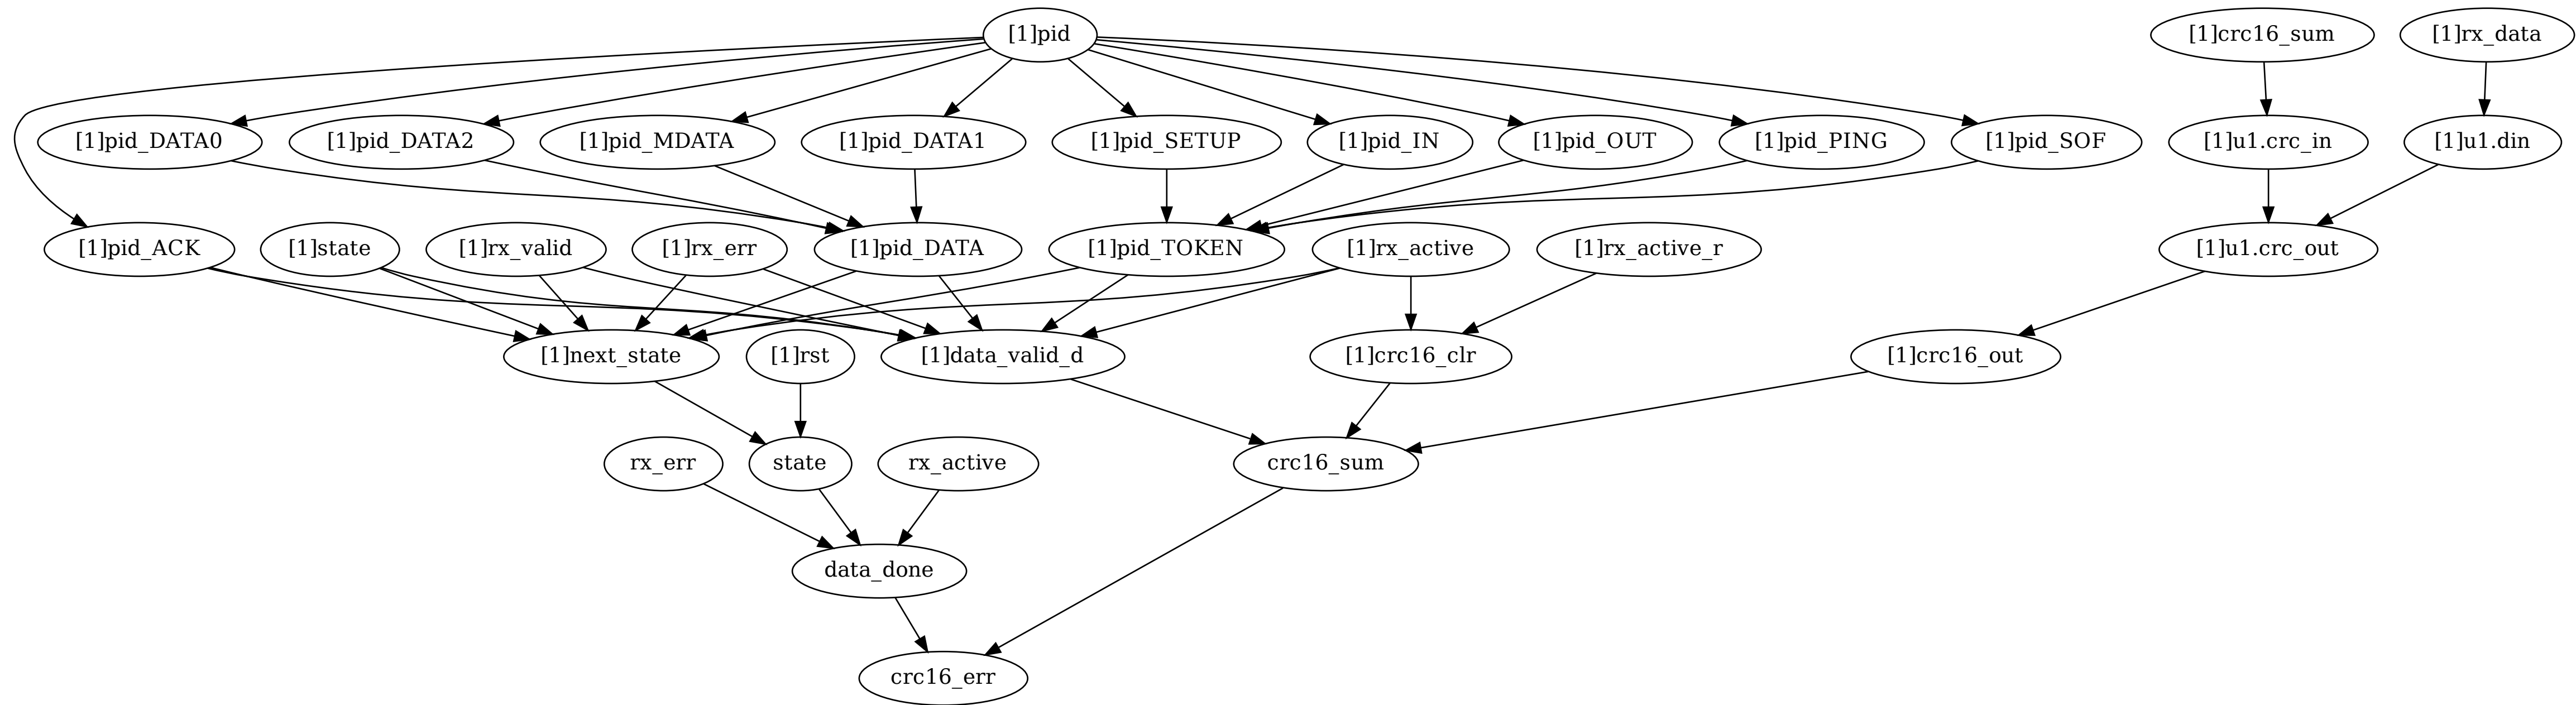 [1]pid
[1]crc16_sum
[1]rx_data
[1]pid_DATA0
[1]pid_DATA2
[1]pid_MDATA
[1]pid_DATA1
[1]pid_SETUP
[1]pid_IN
[1]pid_OUT
[1]pid_PING
[1]pid_SOF
[1]u1.crc_in
[1]u1.din
[1]pid_ACK
[1]state
[1]rx_valid
[1]rx_err
[1]pid_DATA
[1]pid_TOKEN
[1]rx_active
[1]rx_active_r
[1]u1.crc_out
[1]next_state
[1]rst
[1]data_valid_d
[1]crc16_clr
[1]crc16_out
rx_err
state
rx_active
crc16_sum
data_done
crc16_err